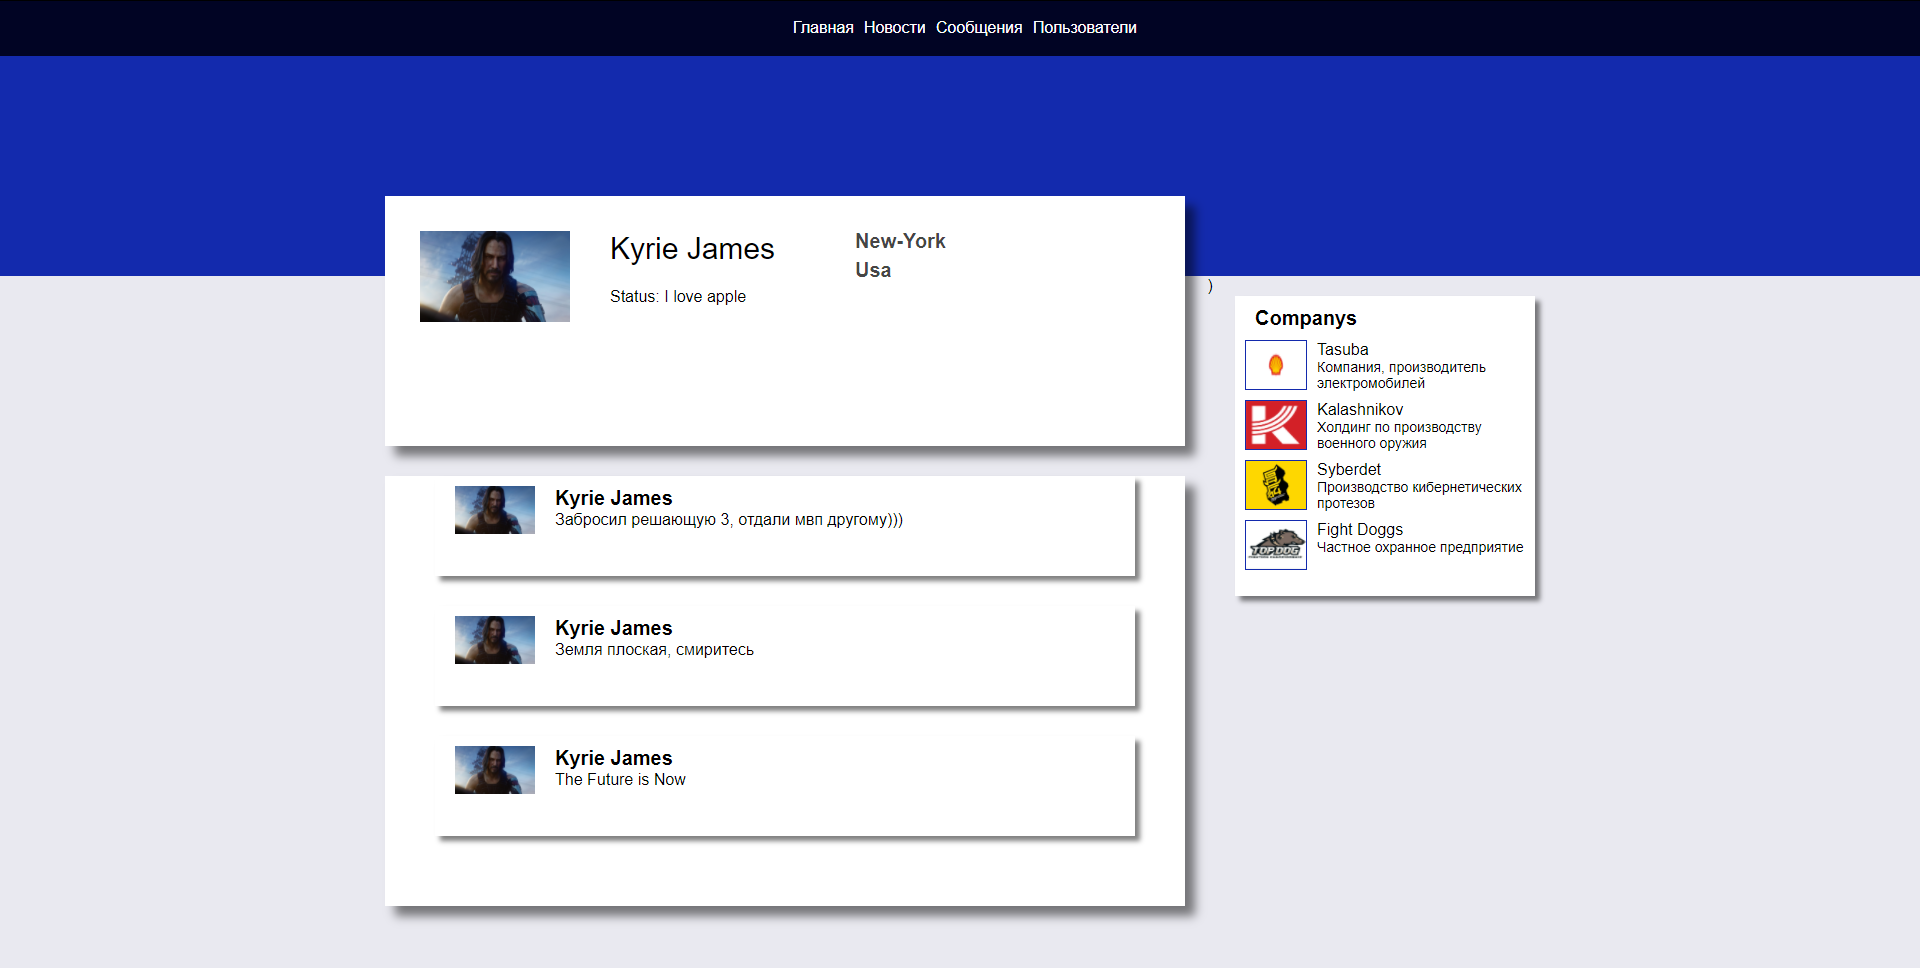 Главная Новости Сообщения Пользователи
Kyrie James
Status: I love apple
New-York
Usa
)
Companys
Tasuba
Компания, производитель
электромобилей
Kalashnikov
Холдинг по производству
военного оружия
Syberdet
Производство кибернетических
протезов
TOP DOG
Fight Doggs
Частное охранное предприятие
Kyrie James
Забросил решающую 3, отдали мвп другому)))
Kyrie James
Земля плоская, смиритесь
Kyrie James
The Future is Now